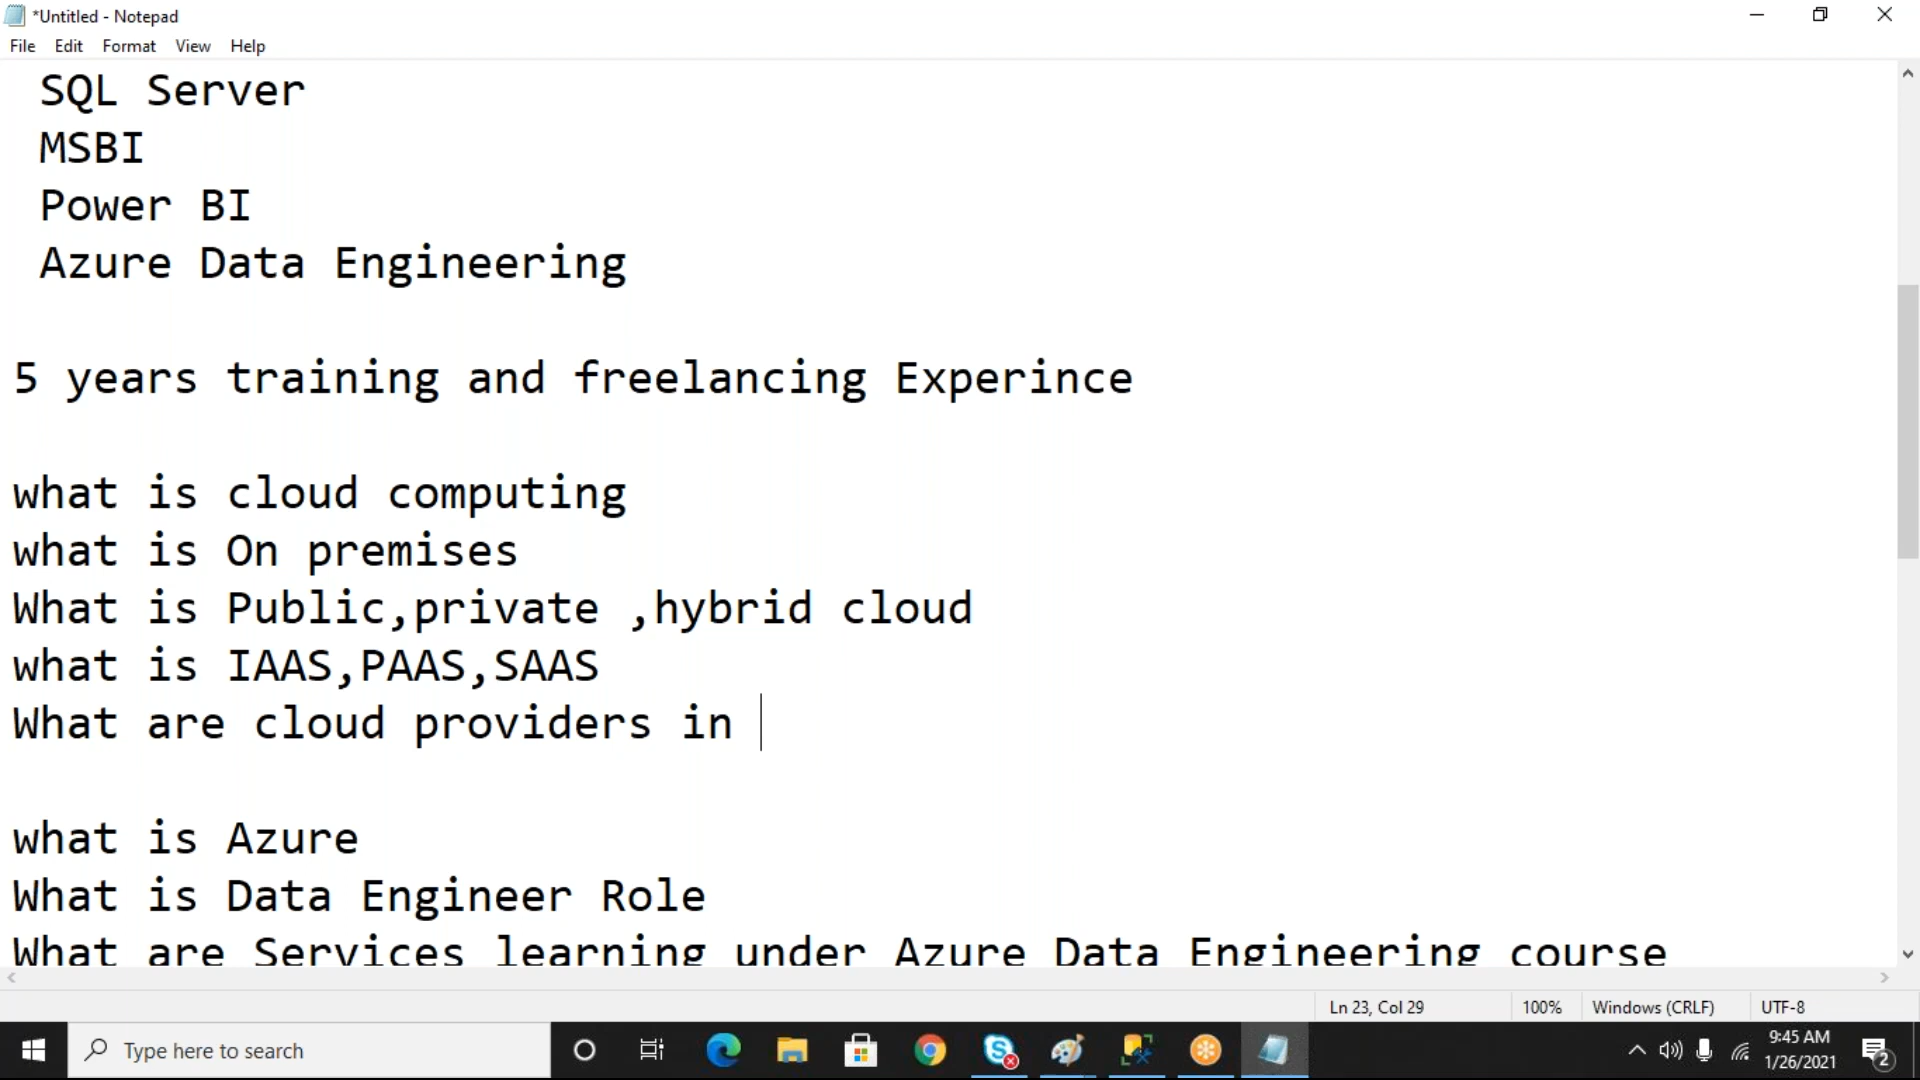 *Untitled - Notepad
File Edit Format View Help
SQL Server
MSBI
Power BI
Azure Data Engineering
5 years training and freelancing Experince
what is cloud computing
what is On premises
What is Public,private ,hybrid cloud
what is IAAS,PAAS,SAAS
What are cloud providers in
what is Azure
What is Data Engineer Role
What are Services learning under Azure Data Engineering course
Ln 23, Col 29 100% Windows (CRLF) UTF-8
Type here to search
9:45 AM
1/26/2021
2